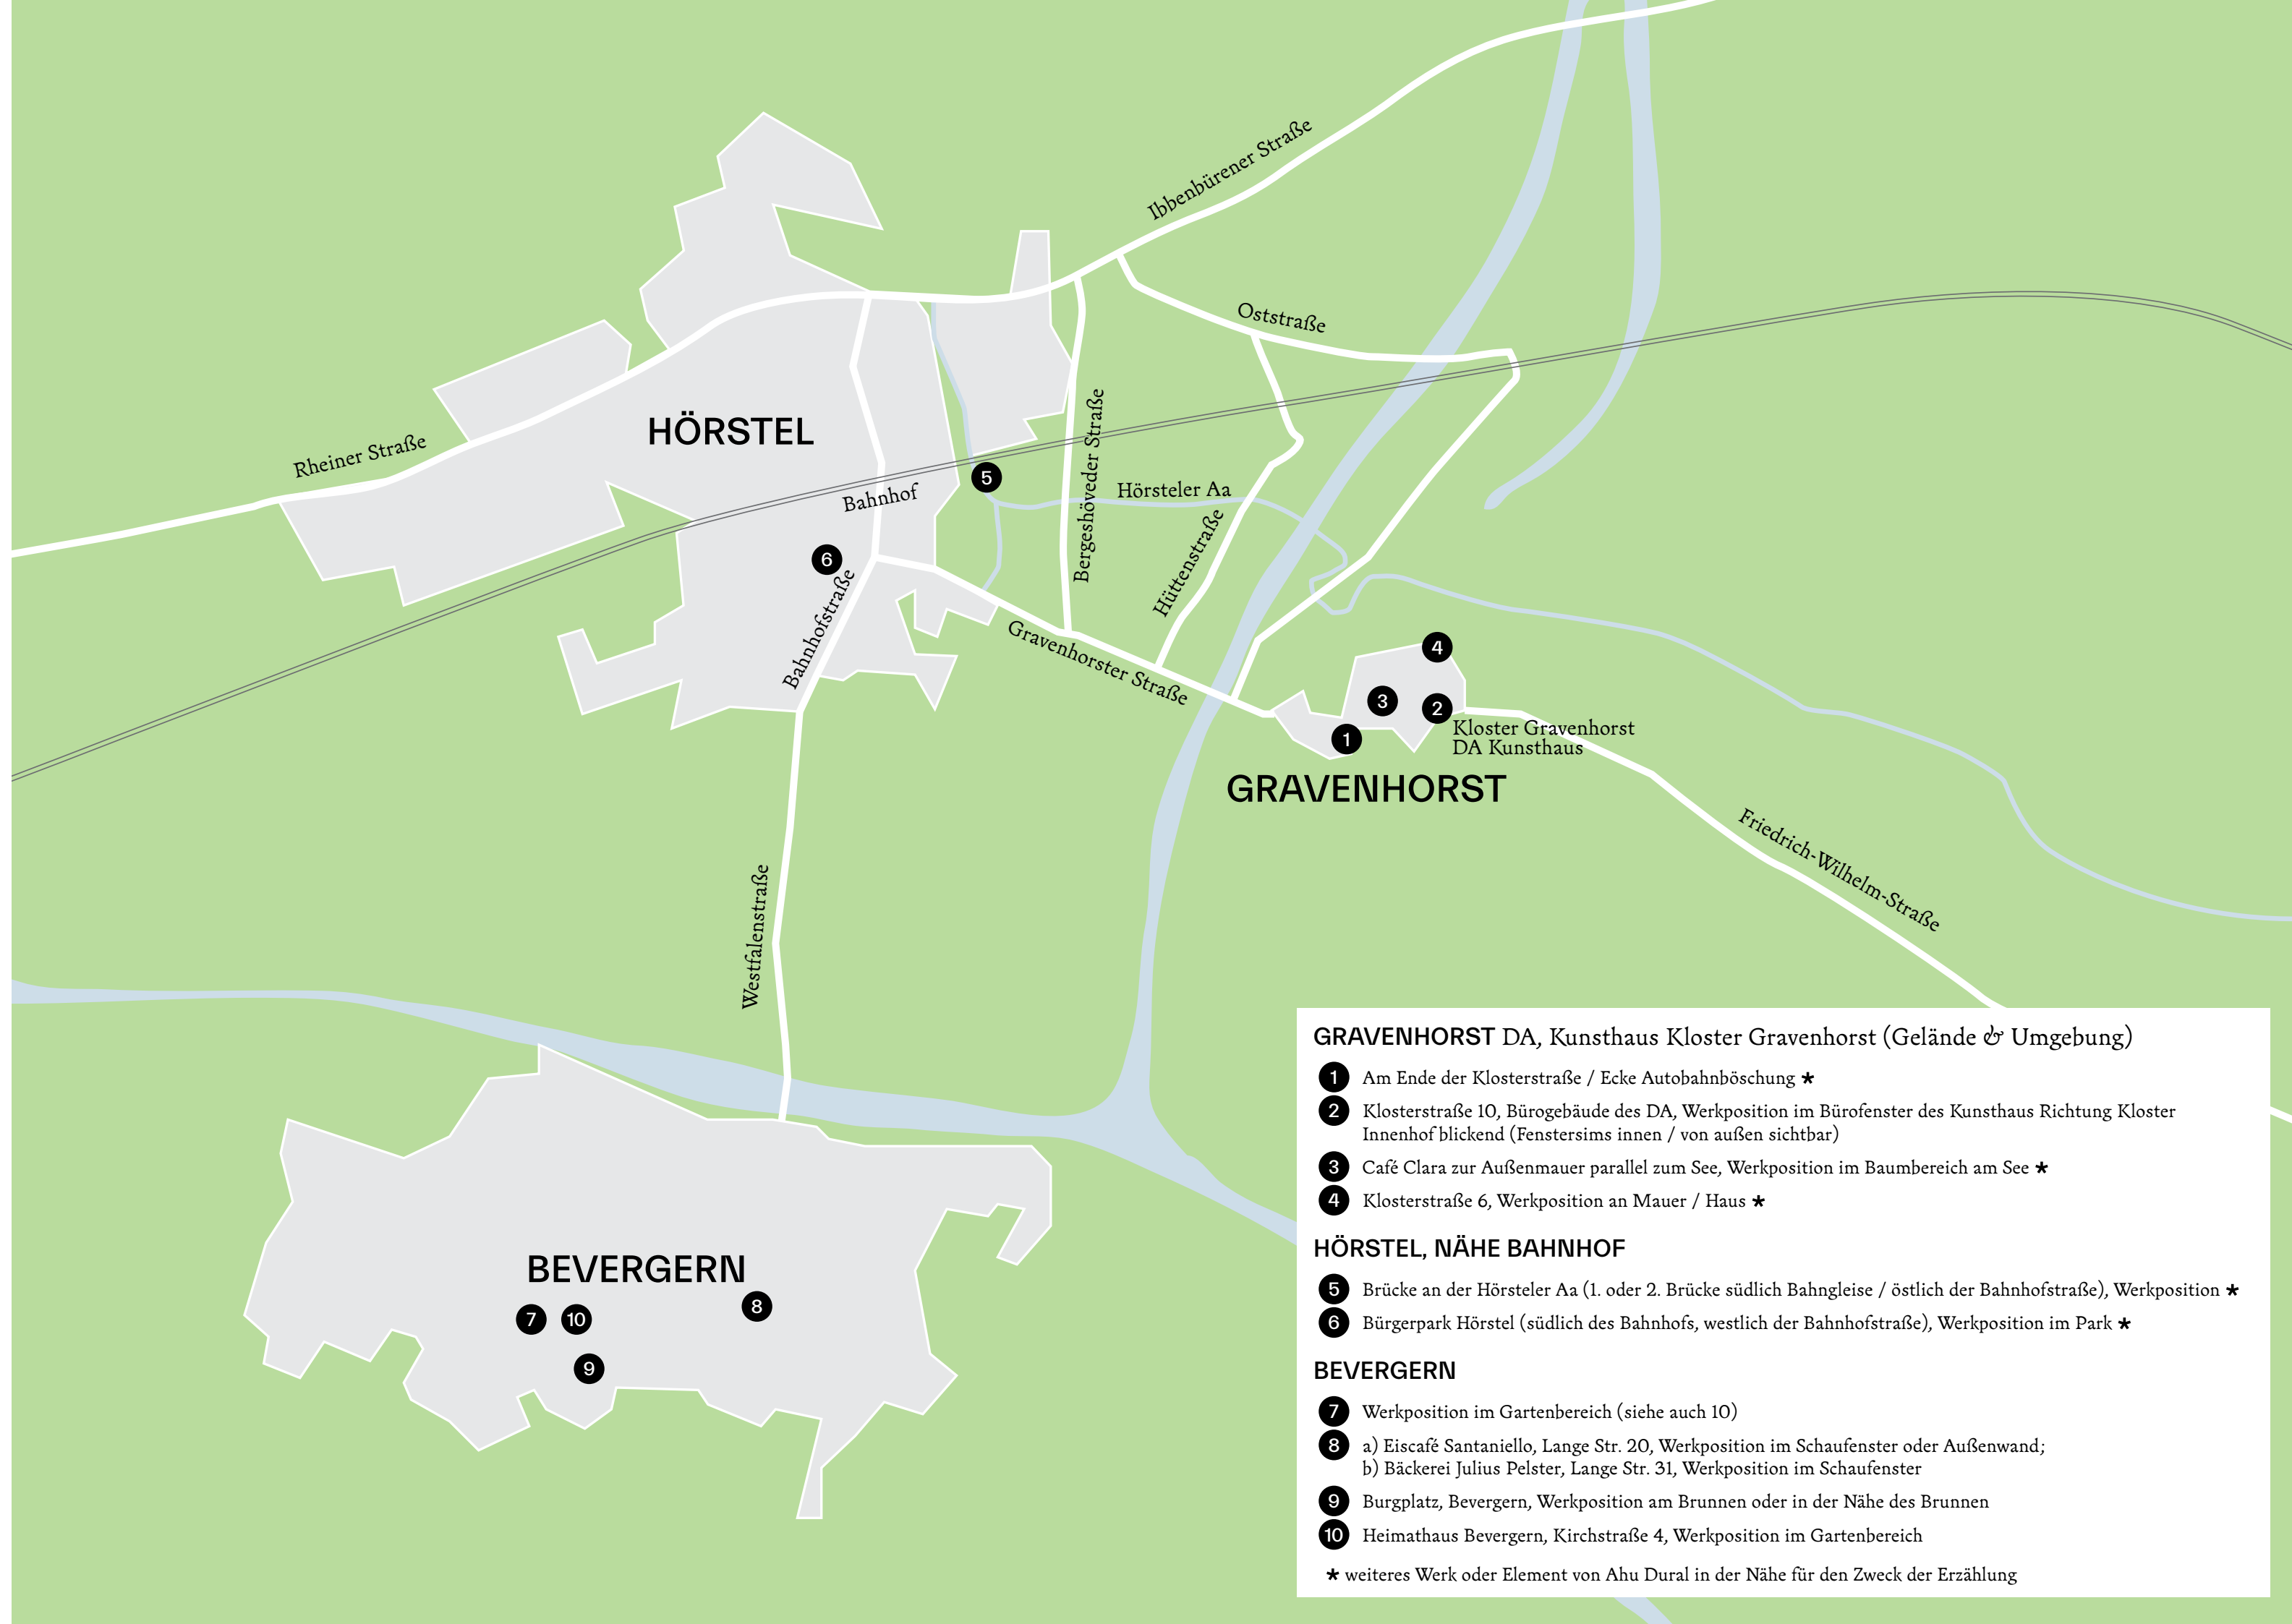 Ibbenbürener Straße
Oststraße
HÖRSTEL
Rheiner Straße
Bergeshöveder Straße
5
Bahnhof
Hörsteler Aa
6
Hüttenstraße
Bahnhofstraße
Gravenhorster Straße
4
3
2
1
Kloster Gravenhorst
DA Kunsthaus
GRAVENHORST
Friedrich-Wilhelm-Straße
Westfalenstraße
BEVERGERN
7
10
8
9
GRAVENHORST DA, Kunsthaus Kloster Gravenhorst (Gelände & Umgebung)
1 Am Ende der Klosterstraße / Ecke Autobahnböschung *
2 Klosterstraße 10, Bürogebäude des DA, Werkposition im Bürofenster des Kunsthaus Richtung Kloster
Innenhof blickend (Fenstersims innen / von außen sichtbar)
3 Café Clara zur Außenmauer parallel zum See, Werkposition im Baumbereich am See *
4 Klosterstraße 6, Werkposition an Mauer / Haus *
HÖRSTEL, NÄHE BAHNHOF
5 Brücke an der Hörsteler Aa (1. oder 2. Brücke südlich Bahngleise / östlich der Bahnhofstraße), Werkposition *
6 Bürgerpark Hörstel (südlich des Bahnhofs, westlich der Bahnhofstraße), Werkposition im Park *
BEVERGERN
7 Werkposition im Gartenbereich (siehe auch 10)
8 a) Eiscafé Santaniello, Lange Str. 20, Werkposition im Schaufenster oder Außenwand;
b) Bäckerei Julius Pelster, Lange Str. 31, Werkposition im Schaufenster
9 Burgplatz, Bevergern, Werkposition am Brunnen oder in der Nähe des Brunnen
10 Heimathaus Bevergern, Kirchstraße 4, Werkposition im Gartenbereich
* weiteres Werk oder Element von Ahu Dural in der Nähe für den Zweck der Erzählung